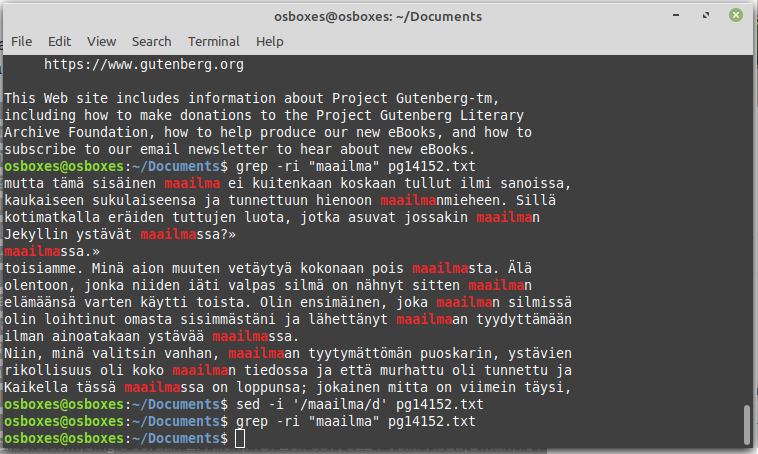 osboxes@osboxes: ~/Documents
File Edit View Search Terminal Help
https://www.gutenberg.org
This Web site includes information about Project Gutenberg-tm,
including how to make donations to the Project Gutenberg Literary
Archive Foundation, how to help produce our new eBooks, and how to
subscribe to our email newsletter to hear about new eBooks.
osboxes@osboxes:~/Documents$ grep -ri "maailma" pg14152.txt
mutta tämä sisäinen maailma ei kuitenkaan koskaan tullut ilmi sanoissa,
kaukaiseen sukulaiseensa ja tunnettuun hienoon maailmanmieheen. Sillä
kotimatkalla eräiden tuttujen luota, jotka asuvat jossakin maailman
Jekyllin ystävät maailmassa?»
maailmassa.»
toisiamme. Minä aion muuten vetäytyä kokonaan pois maailmasta. Älä
olentoon, jonka niiden iäti valpas silmä on nähnyt sitten maailman
elämäänsä varten käytti toista. Olin ensimäinen, joka maailman silmissä
olin loihtinut omasta sisimmästäni ja lähettänyt maailmaan tyydyttämään
ilman ainoatakaan ystävää maailmassa.
Niin, minä valitsin vanhan, maailmaan tyytymättömän puoskarin, ystävien
rikollisuus oli koko maailman tiedossa ja että murhattu oli tunnettu ja
Kaikella tässä maailmassa on loppunsa; jokainen mitta on viimein täysi,
osboxes@osboxes:~/Documents$ sed -i '/maailma/d' pg14152.txt
osboxes@osboxes:~/Documents$ grep -ri "maailma" pg14152.txt
osboxes@osboxes:~/Documents$